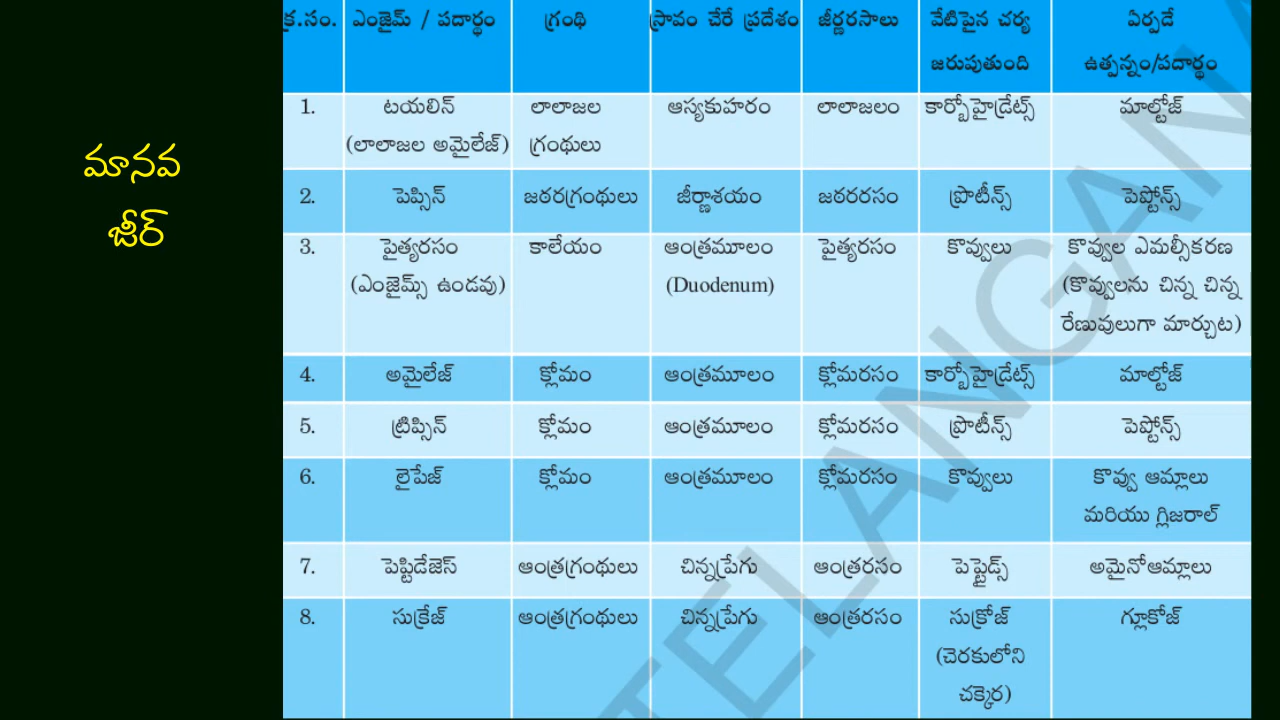 మానవ
జీర్
క్ర.సం. ఎంజైమ్ / పదార్థం గ్రంథి స్రావం చేరే ప్రదేశం జీర్ణరసాలు వేటిపైన చర్య ఏర్పడే
జరుపుతుంది ఉత్పన్నం/పదార్థం
1. టయలిన్ లాలాజల ఆస్యకుహరం లాలాజలం కార్బోహైడ్రేట్స్ మాల్టోజ్
(లాలాజల అమైలేజ్) గ్రంథులు
2. పెప్సిన్ జఠరగ్రంథులు జీర్ణాశయం జఠరరసం ప్రొటీన్స్ పెప్టోన్స్
3. పైత్యరసం కాలేయం ఆంత్రమూలం పైత్యరసం కొవ్వులు కొవ్వుల ఎమల్సీకరణ
(ఎంజైమ్స్ ఉండవు) (Duodenum) (కొవ్వులను చిన్న చిన్న
రేణువులుగా మార్చుట)
4. అమైలేజ్ క్లోమం ఆంత్రమూలం క్లోమరసం కార్బోహైడ్రేట్స్ మాల్టోజ్
5. ట్రిప్సిన్ క్లోమం ఆంత్రమూలం క్లోమరసం ప్రొటీన్స్ పెప్టోన్స్
6. లైపేజ్ క్లోమం ఆంత్రమూలం క్లోమరసం కొవ్వులు కొవ్వు ఆమ్లాలు
మరియు గ్లిజరాల్
7. పెప్టిడేజెస్ ఆంత్రగ్రంథులు చిన్నప్రేగు ఆంత్రరసం పెప్టైడ్స్ అమైనోఆమ్లాలు
8. సుక్రేజ్ ఆంత్రగ్రంథులు చిన్నప్రేగు ఆంత్రరసం సుక్రోజ్ గ్లూకోజ్
(చెరకులోని
చక్కెర)
TELANGANA